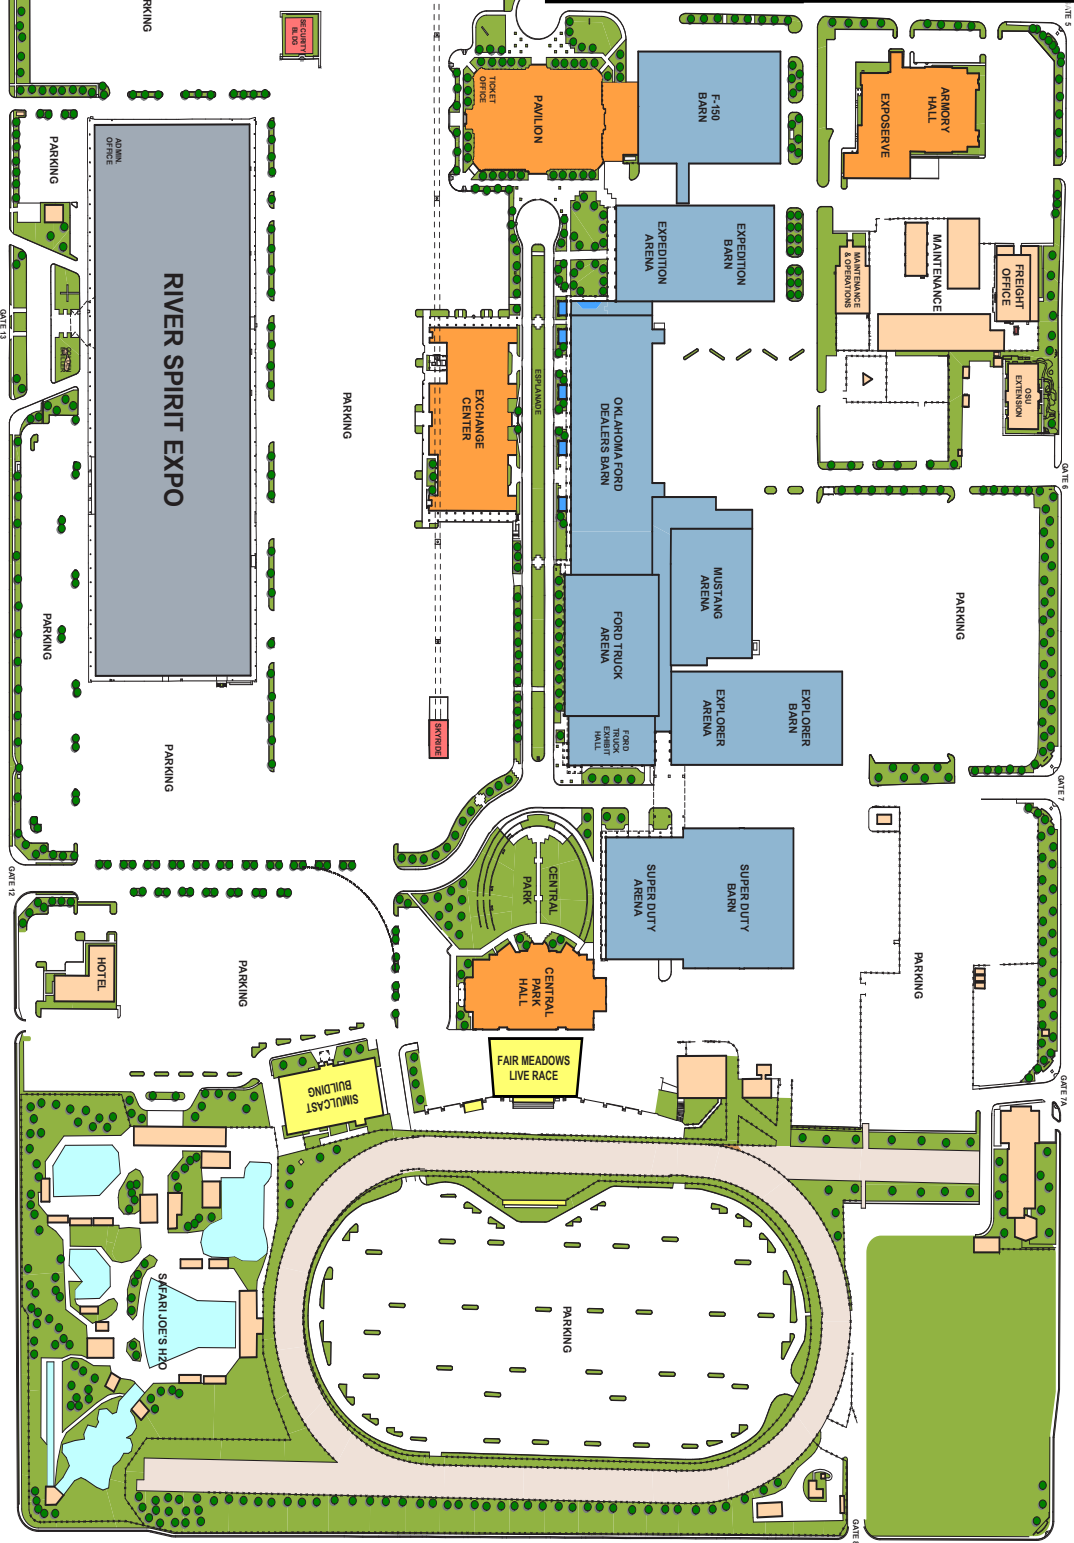 GATE 5
PARKING
SECURITY
BLDG
TICKET
OFFICE
PAVILION
F-150
BARN
ARMORY
HALL
EXPOSERVE
PARKING
ADMIN.
OFFICE
RIVER SPIRIT EXPO
EXPEDITION
ARENA
EXPEDITION
BARN
MAINTENANCE
& OPERATIONS
MAINTENANCE
FREIGHT
OFFICE
GATE 13
PARKING
EXCHANGE
CENTER
ESPLANADE
OKLAHOMA FORD
DEALERS BARN
OSU
EXTENSION
GATE 6
PARKING
MUSTANG
ARENA
PARKING
FORD TRUCK
ARENA
FORD
TRUCK
EXHIBIT
HALL
EXPLORER
ARENA
EXPLORER
BARN
SKYRIDE
PARKING
GATE 7
GATE 12
CENTRAL
PARK
SUPER DUTY
ARENA
SUPER DUTY
BARN
HOTEL
PARKING
CENTRAL
PARK
HALL
PARKING
FAIR MEADOWS
LIVE RACE
SIMULCAST
BUILDING
GATE 7A
SAFARI JOE'S H2O
PARKING